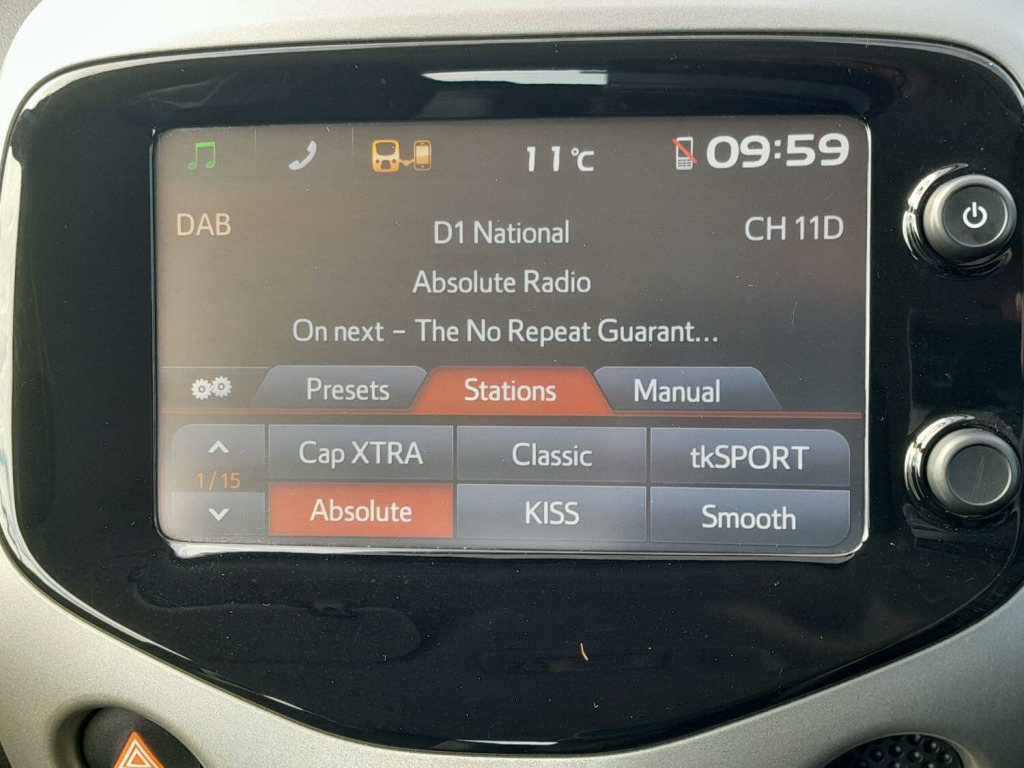 11°C 09:59
DAB D1 National CH 11D
Absolute Radio
On next – The No Repeat Guarant...
Presets Stations Manual
Cap XTRA Classic tkSPORT
1/15
Absolute KISS Smooth